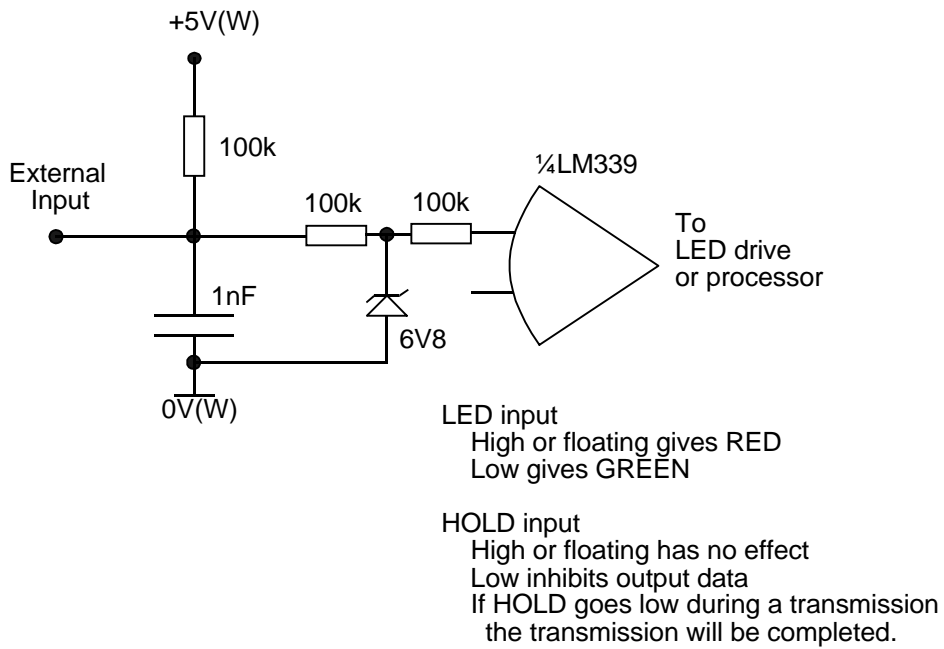 +5V(W)
100k
External
Input
100k
100k
¼LM339
To
LED drive
or processor
1nF
6V8
0V(W)
LED input
High or floating gives RED
Low gives GREEN
HOLD input
High or floating has no effect
Low inhibits output data
If HOLD goes low during a transmission
the transmission will be completed.